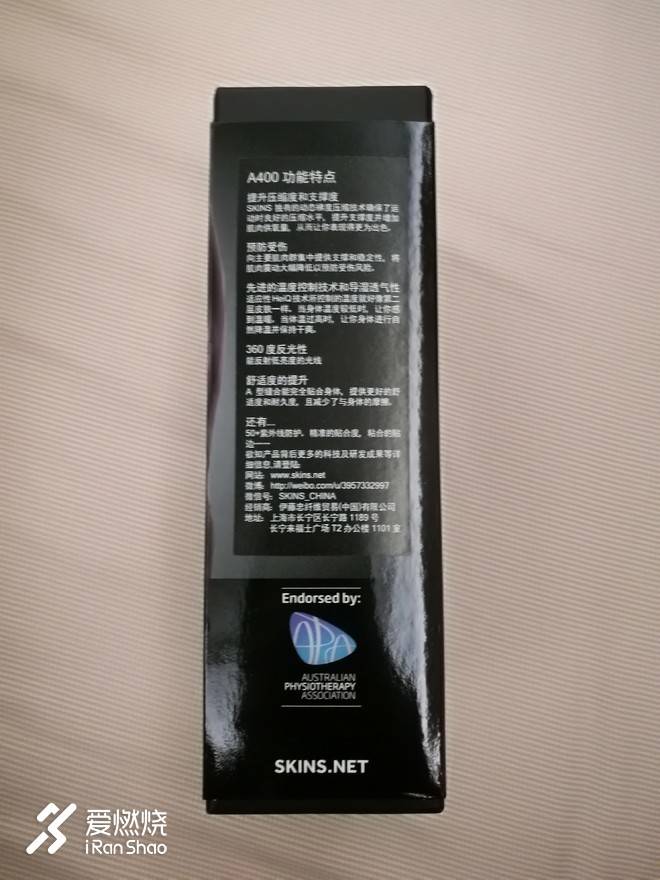 A400 功能特点
提升压缩度和支撑度
SKINS 独有的动态梯度压缩技术确保了运
动时良好的压缩水平，提升支撑度并增加
肌肉供氧量，从而让你表现得更为出色。
预防受伤
向主要肌肉群集中提供支撑和稳定性，将
肌肉震动大幅降低以预防受伤风险。
先进的温度控制技术和导湿透气性
适应性HeiQ技术所控制的温度就好像第二
层皮肤一样。当身体温度较低时，让你感
到温暖。当体温过高时，让你身体进行自
然降温并保持干爽。
360 度反光性
能反射低亮度的光线
舒适度的提升
A 型缝合能完全贴合身体，提供更好的舒
适度和耐久度，且减少了与身体的摩擦。
还有...
50+紫外线防护、精准的贴合度，粘合的贴
边——
欲知产品背后更多的科技及研发成果等详
细信息,请登陆:
网站: www.skins.net
微博: http://weibo.com/u/3957332997
微信号: SKINS_CHINA
经销商: 伊藤忠纤维贸易(中国)有限公司
地址: 上海市长宁区长宁路 1189 号
长宁来福士广场 T2 办公楼 1101 室
Endorsed by:
APA
AUSTRALIAN
PHYSIOTHERAPY
ASSOCIATION
SKINS.NET
爱燃烧
iRanShao